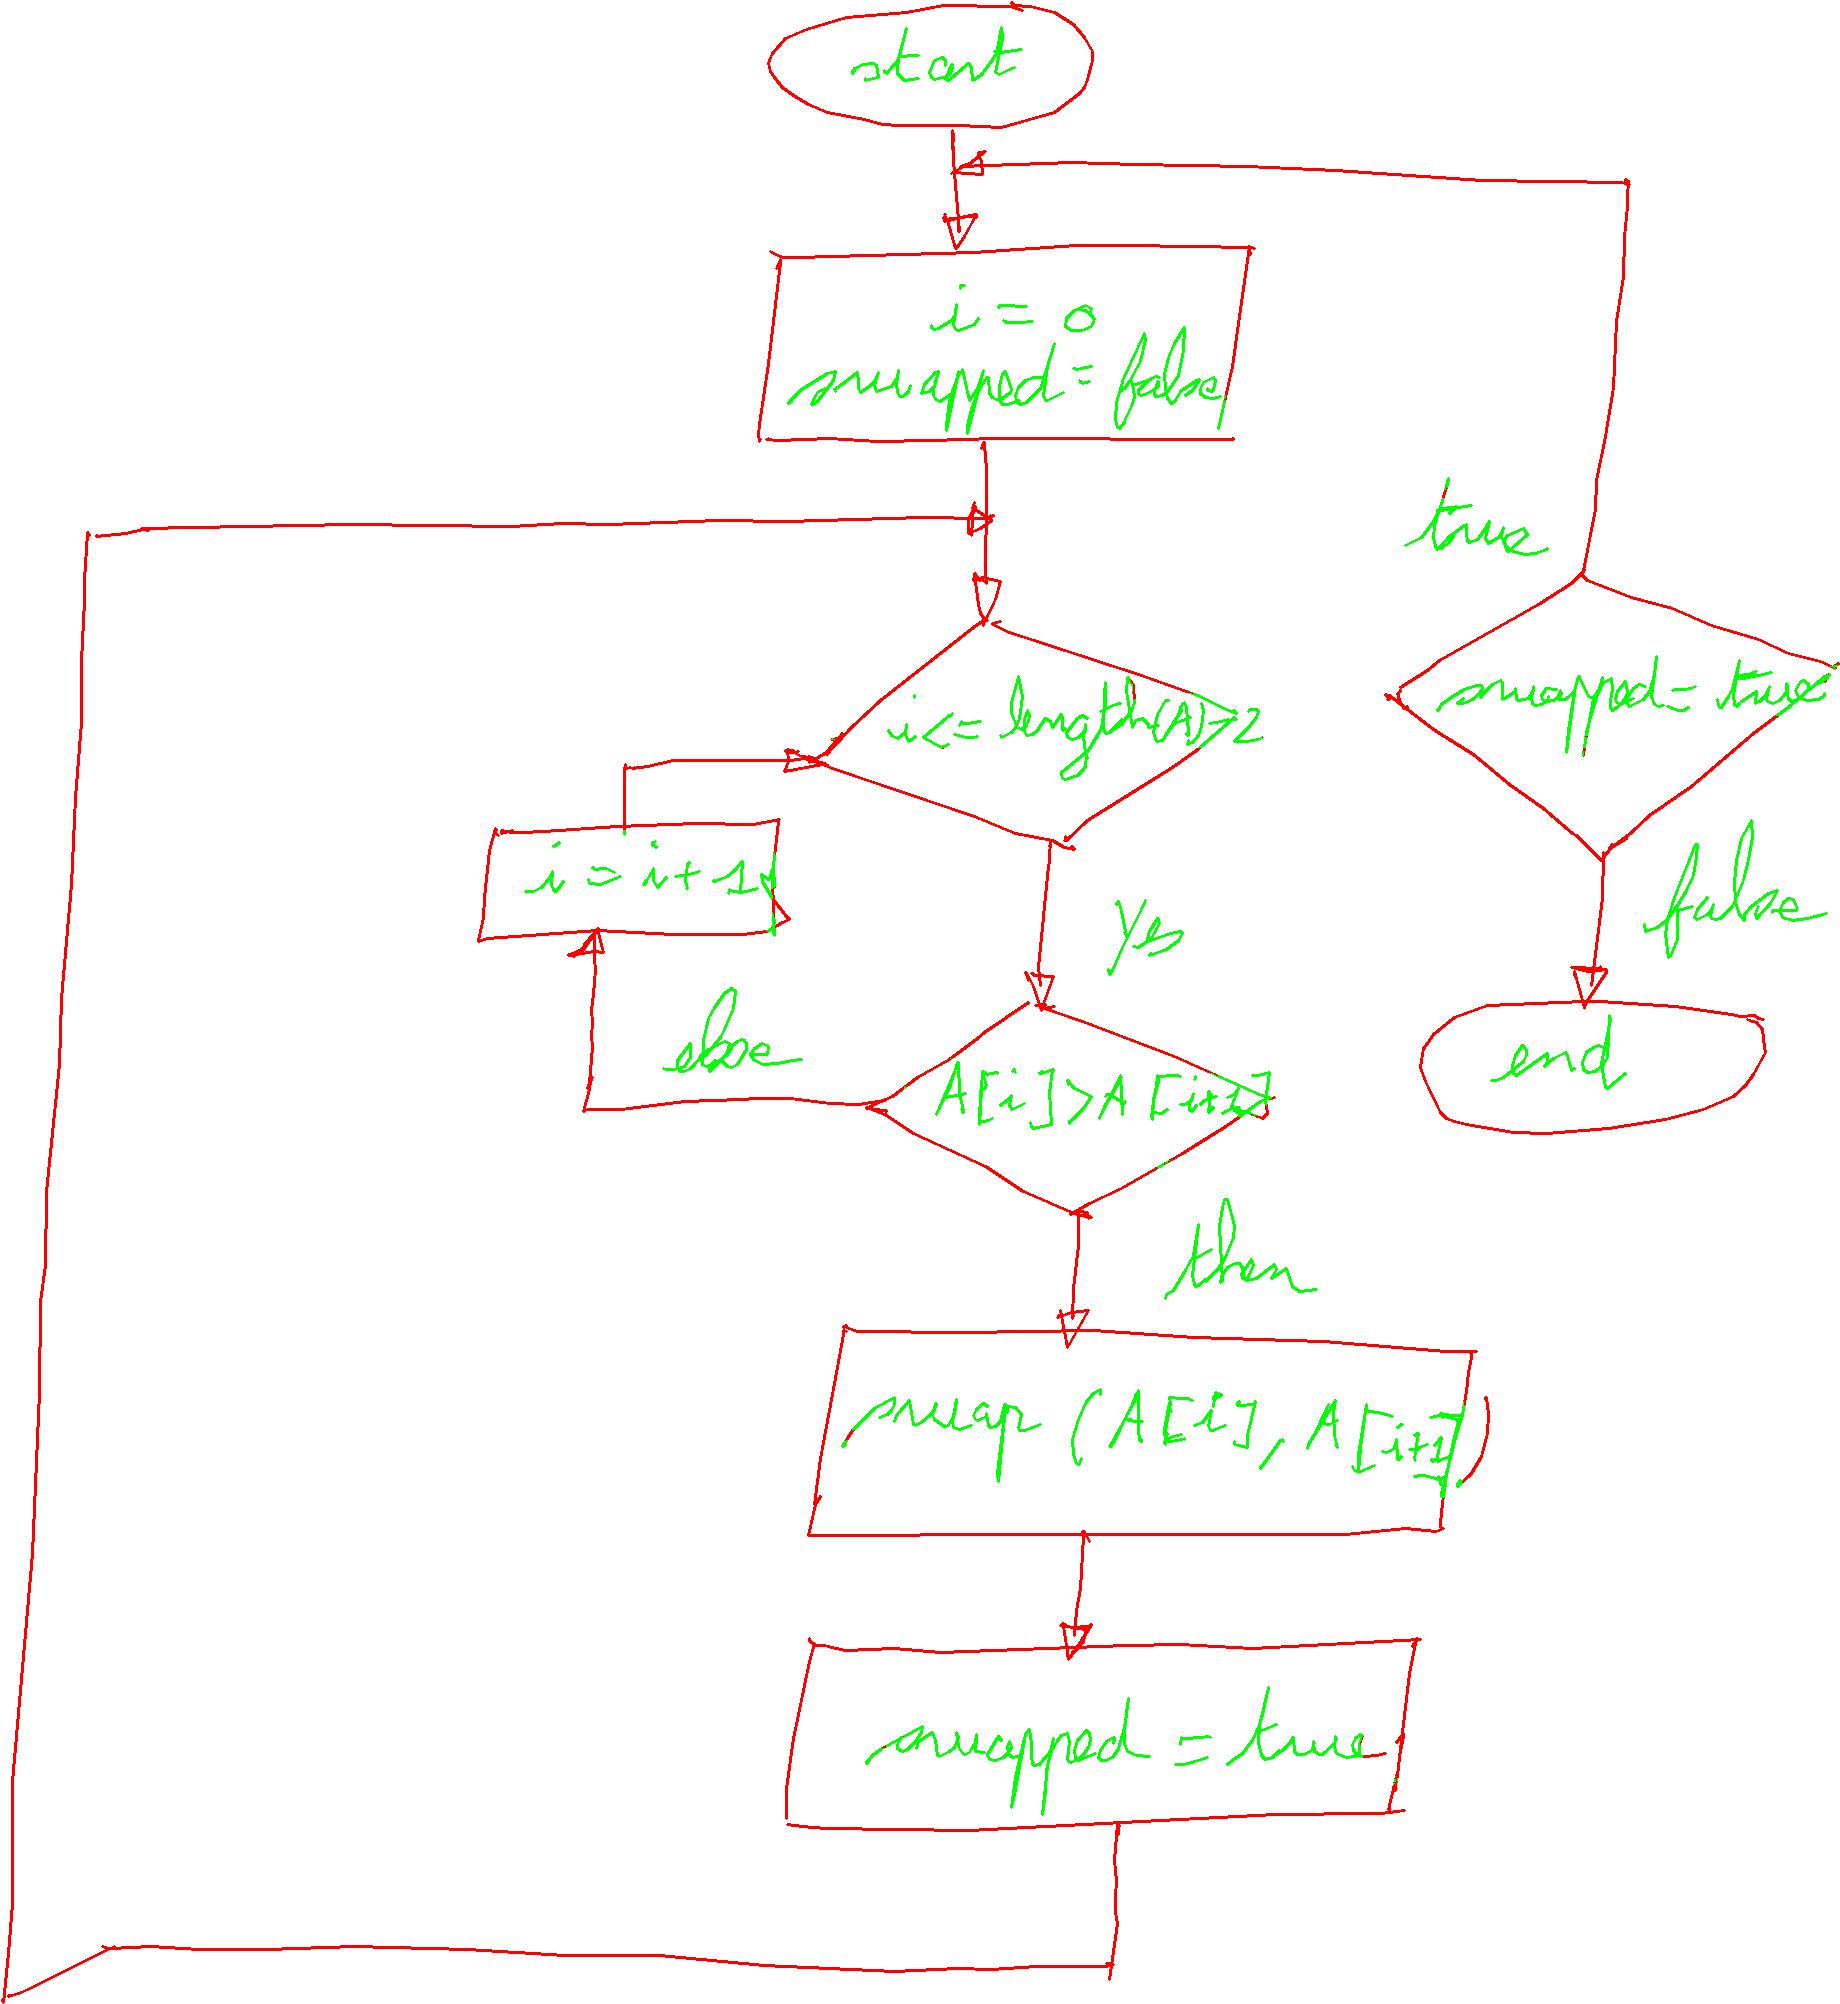 start
i = 0
swapped = false
true
i <= length(A)-2
swapped = true
i = i + 1
Yes
false
else
A[i] > A[i+1]
end
then
swap (A[i], A[i+1])
swapped = true